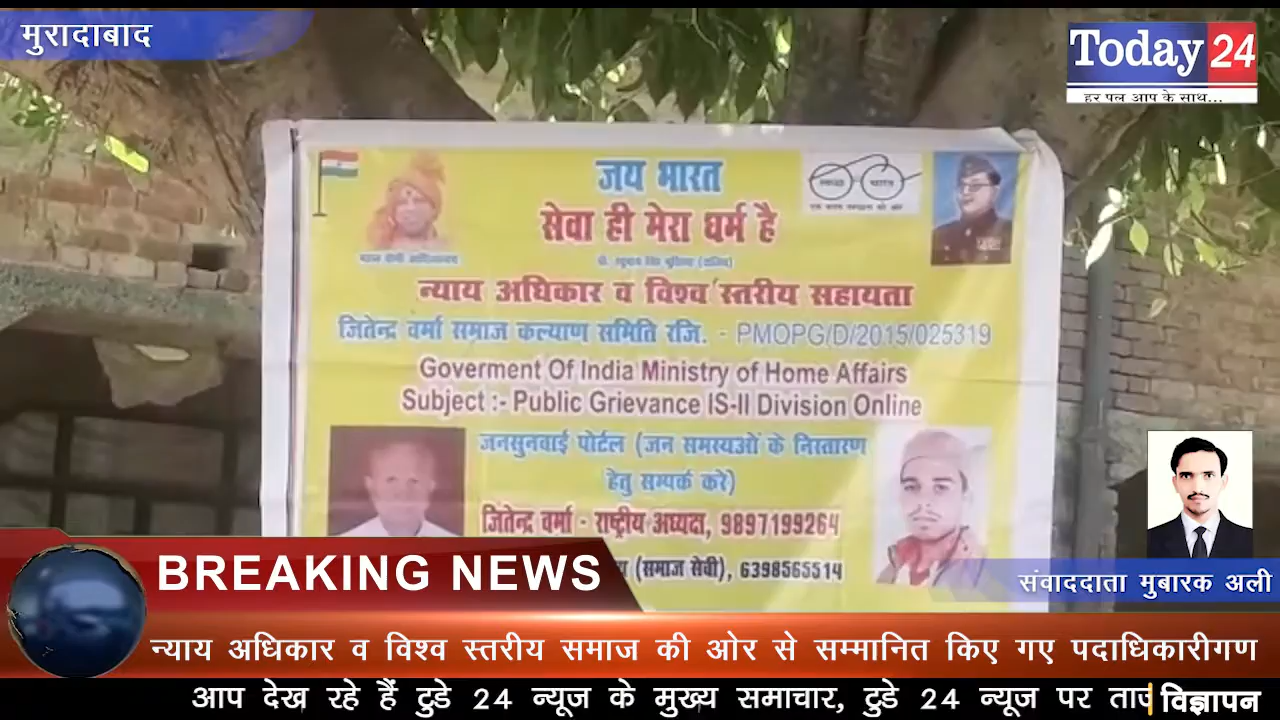 मुरादाबाद
Today 24
हर पल आप के साथ...
जय भारत
सेवा ही मेरा धर्म है
न्याय अधिकार व विश्व स्तरीय सहायता
जितेन्द्र वर्मा समाज कल्याण समिति रजि. - PMOPG/D/2015/025319
Goverment Of India Ministry of Home Affairs
Subject :- Public Grievance IS-II Division Online
जनसुनवाई पोर्टल (जन समस्यओं के निस्तारण
हेतु सम्पर्क करे)
जितेन्द्र वर्मा - राष्ट्रीय अध्यक्ष, 9897199264
(समाज सेवी), 6398565514
संवाददाता मुबारक अली
BREAKING NEWS
न्याय अधिकार व विश्व स्तरीय समाज की ओर से सम्मानित किए गए पदाधिकारीगण
आप देख रहे हैं टुडे 24 न्यूज के मुख्य समाचार, टुडे 24 न्यूज पर
विज्ञापन